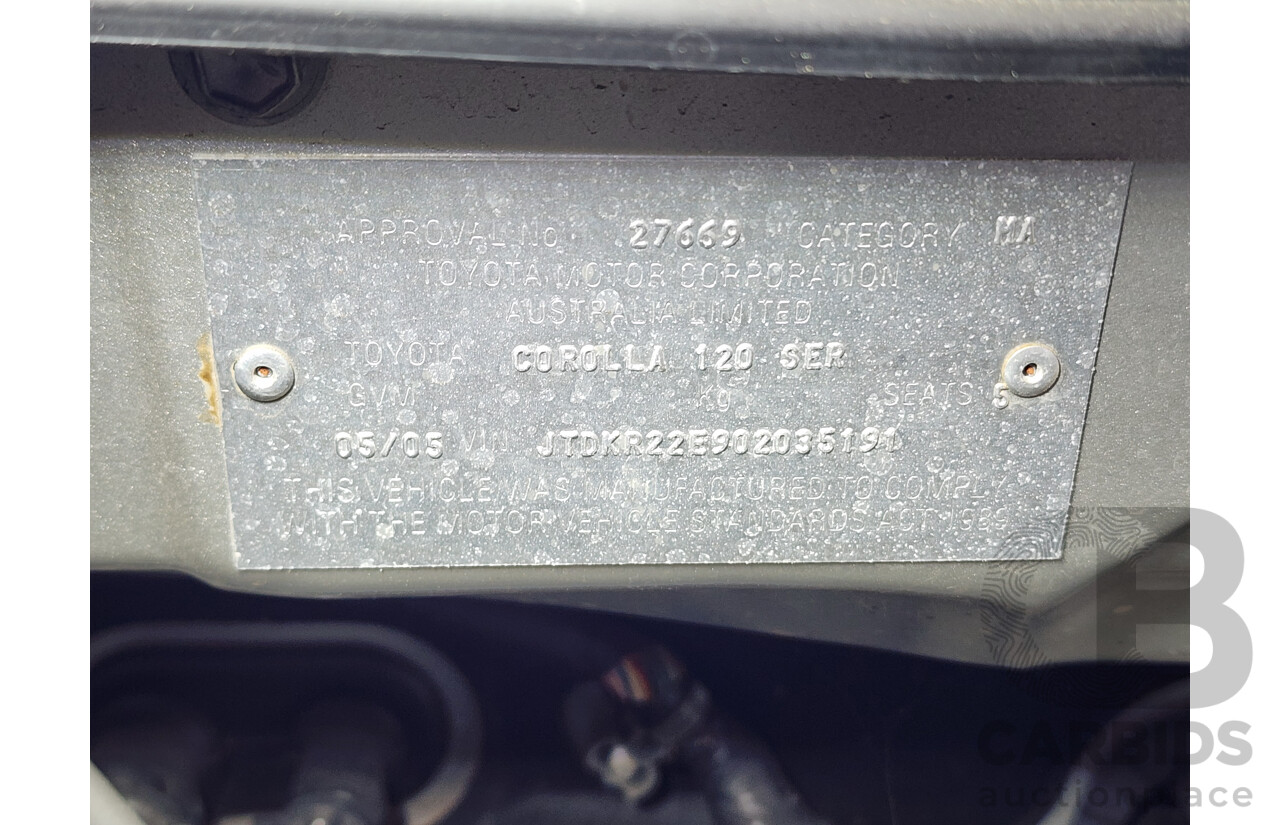 APPROVAL No. 27669 CATEGORY MA
TOYOTA MOTOR CORPORATION
AUSTRALIA LIMITED
TOYOTA COROLLA 120 SER
GVM Kg SEATS 5
05/05 VIN JTDKR22E902035191
THIS VEHICLE WAS MANUFACTURED TO COMPLY
WITH THE MOTOR VEHICLE STANDARDS ACT 1989
CB
CARBIDS
auctionplace